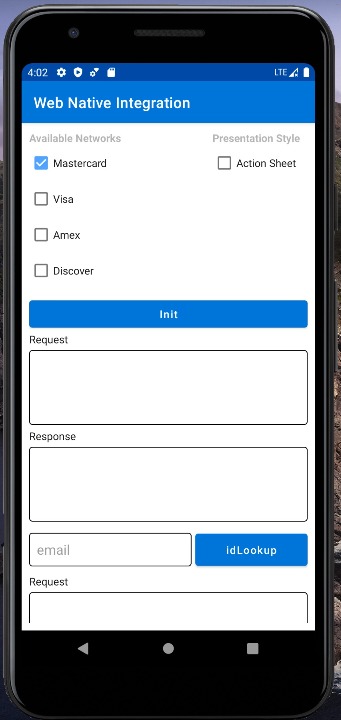 4:02 LTE
Web Native Integration
Available Networks Presentation Style
Mastercard Action Sheet
Visa
Amex
Discover
Init
Request
Response
email idLookup
Request